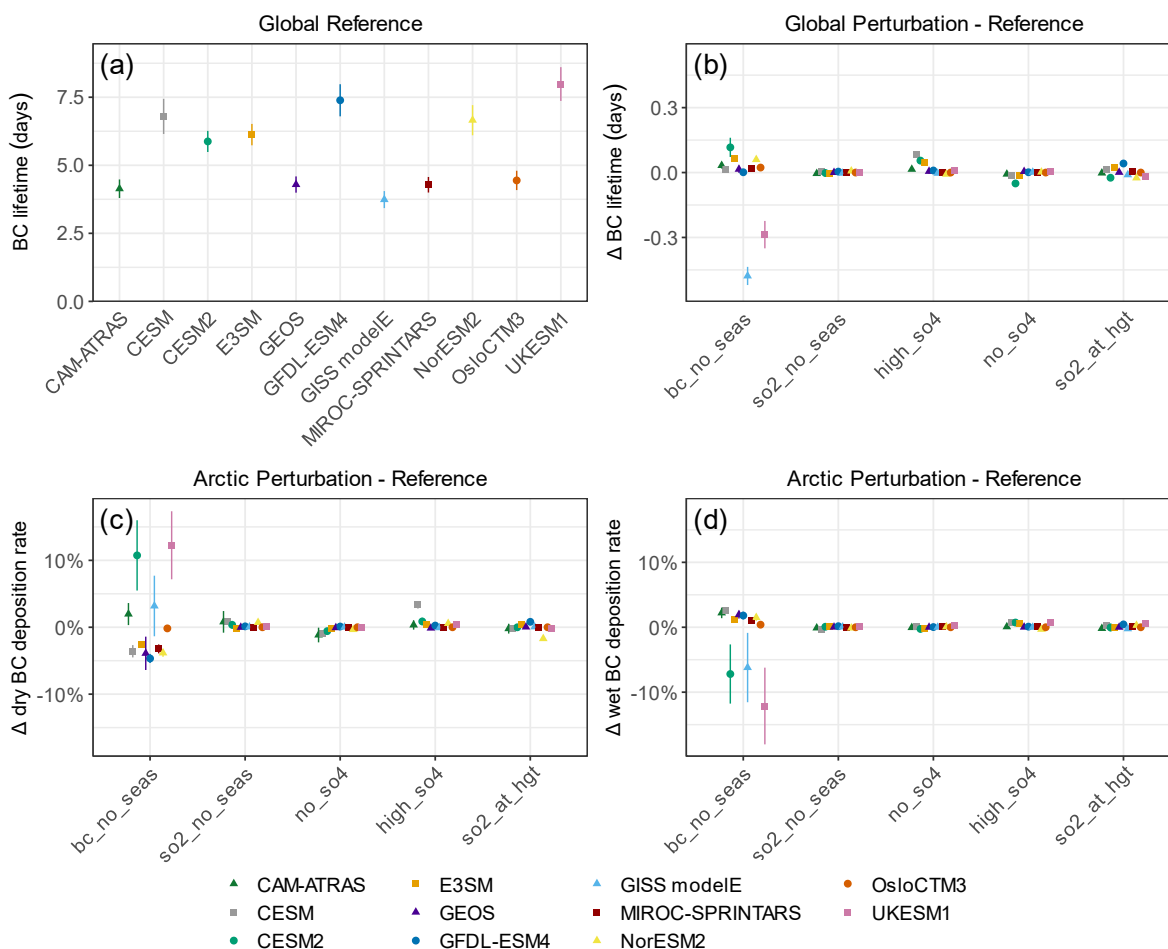 Global Reference
(a)
BC lifetime (days)
7.5
5.0
2.5
0.0
CAM-ATRAS
CESM
CESM2
E3SM
GEOS
GFDL-ESM4
GISS modelE
MIROC-SPRINTARS
NorESM2
OsloCTM3
UKESM1
Global Perturbation - Reference
(b)
Δ BC lifetime (days)
0.3
0.0
-0.3
bc_no_seas
so2_no_seas
high_so4
no_so4
so2_at_hgt
Arctic Perturbation - Reference
(c)
Δ dry BC deposition rate
10%
0%
-10%
bc_no_seas
so2_no_seas
no_so4
high_so4
so2_at_hgt
Arctic Perturbation - Reference
(d)
Δ wet BC deposition rate
10%
0%
-10%
bc_no_seas
so2_no_seas
no_so4
high_so4
so2_at_hgt
CAM-ATRAS
CESM
CESM2
E3SM
GEOS
GFDL-ESM4
GISS modelE
MIROC-SPRINTARS
NorESM2
OsloCTM3
UKESM1